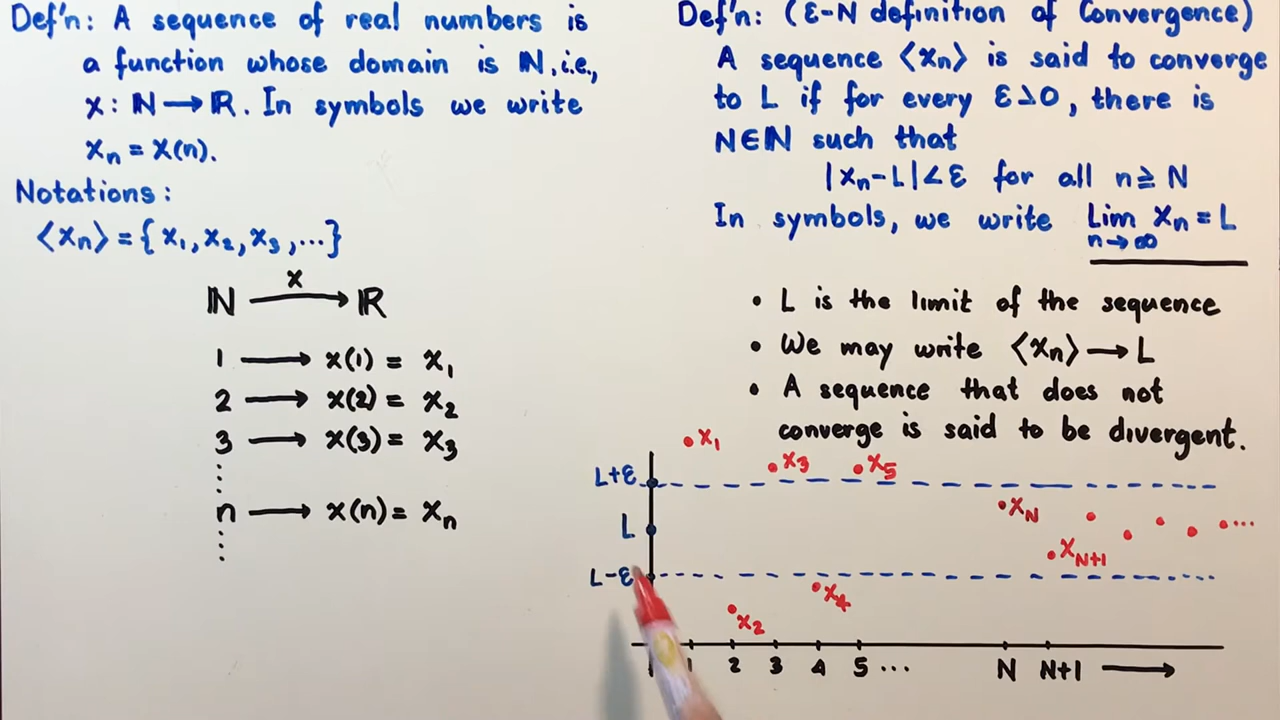 Def'n: A sequence of real numbers is
a function whose domain is ℕ, i.e.,
x: ℕ → ℝ. In symbols we write
xₙ = x(n).
Notations:
⟨xₙ⟩ = { x₁, x₂, x₃, ...}
ℕ x→ ℝ
1 → x(1) = x₁
2 → x(2) = x₂
3 → x(3) = x₃
⋮
n → x(n) = xₙ
⋮
Def'n: (ε-N definition of Convergence)
A sequence ⟨xₙ⟩ is said to converge
to L if for every ε>0, there is
N∈ℕ such that
|xₙ-L|<ε for all n≧N
In symbols, we write Lim xₙ = L
n→∞
• L is the limit of the sequence
• We may write ⟨xₙ⟩ → L
• A sequence that does not
converge is said to be divergent.
x₁
x₃ x₅
L+ε
x_N
L
x_{N+1}
...
L-ε
x₄
x₂
1 2 3 4 5 ... N N+1 →